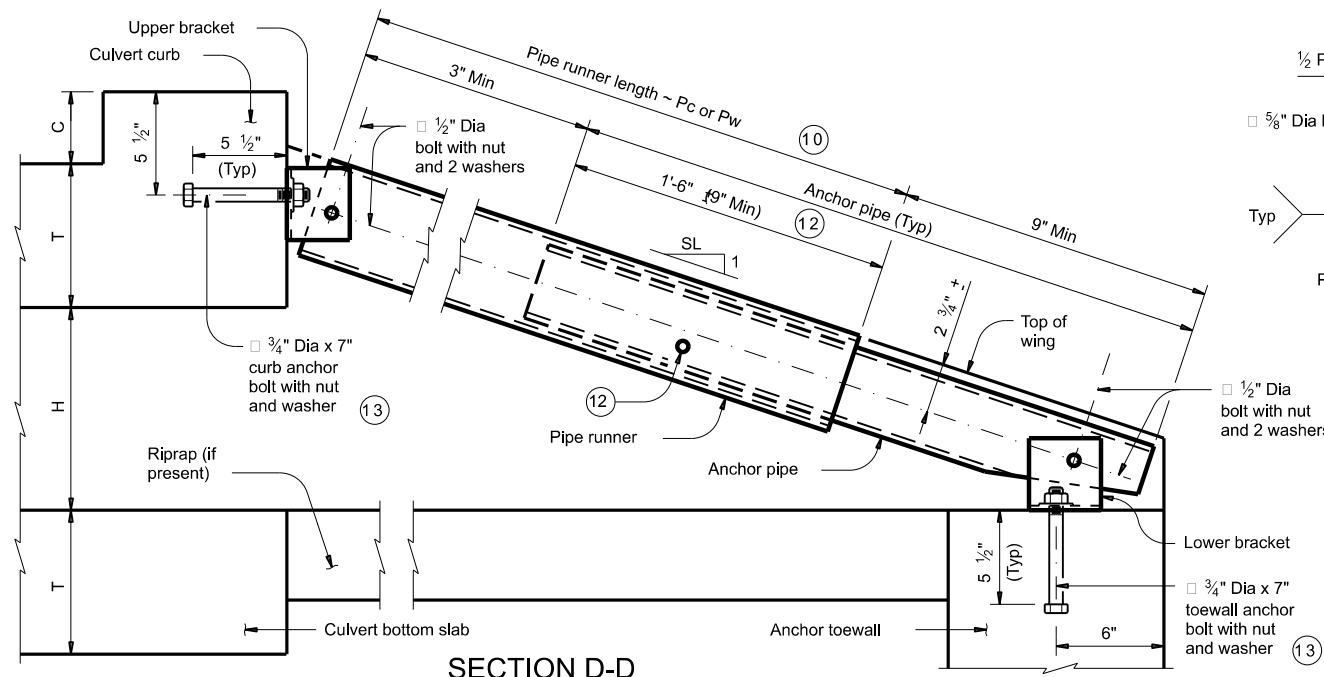 Upper bracket
Culvert curb
C
5 ½"
5 ½"
(Typ)
T
H
T
3" Min
Pipe runner length ~ Pc or Pw
10
□ ½" Dia
bolt with nut
and 2 washers
1'-6" (9" Min)
12
Anchor pipe (Typ)
9" Min
SL
1
2 ¾" ±
Top of
wing
½
□ ⅝" Dia
Typ
□ ¾" Dia x 7"
curb anchor
bolt with nut
and washer
13
12
Pipe runner
Anchor pipe
□ ½" Dia
bolt with nut
and 2 washers
Riprap (if
present)
5 ½"
(Typ)
Lower bracket
□ ¾" Dia x 7"
toewall anchor
bolt with nut
and washer
13
6"
Culvert bottom slab
Anchor toewall
SECTION D-D